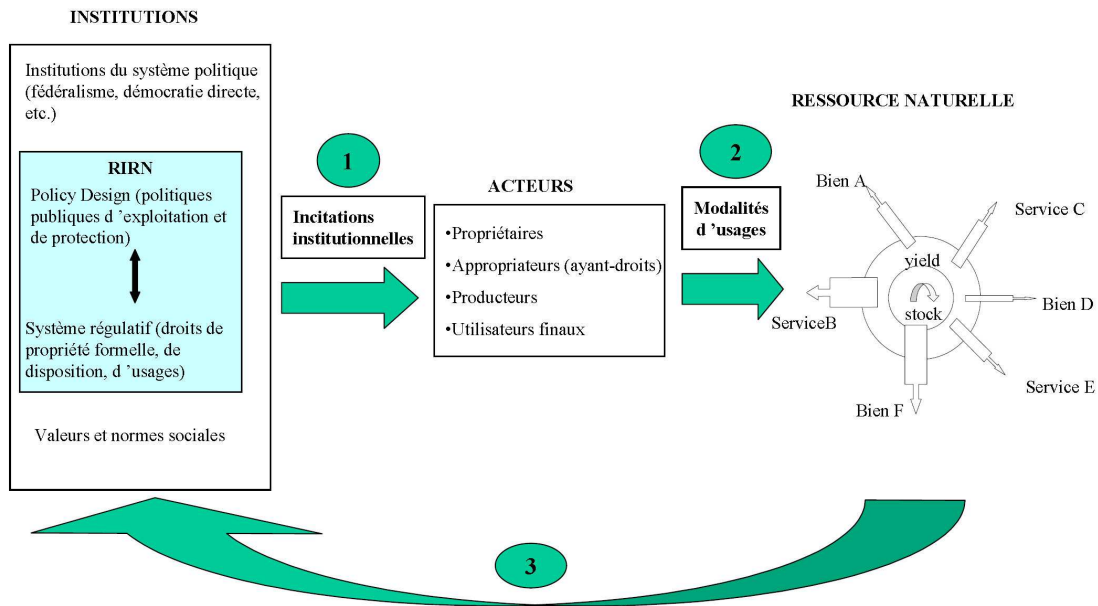 INSTITUTIONS
Institutions du système politique
(fédéralisme, démocratie directe,
etc.)
RIRN
Policy Design (politiques
publiques d ’exploitation et
de protection)
Système régulatif (droits de
propriété formelle, de
disposition, d ’usages)
Valeurs et normes sociales
1
Incitations
institutionnelles
ACTEURS
•Propriétaires
•Appropriateurs (ayant-droits)
•Producteurs
•Utilisateurs finaux
2
Modalités
d ’usages
RESSOURCE NATURELLE
Bien A
Service C
yield
Bien D
stock
ServiceB
Service E
Bien F
3